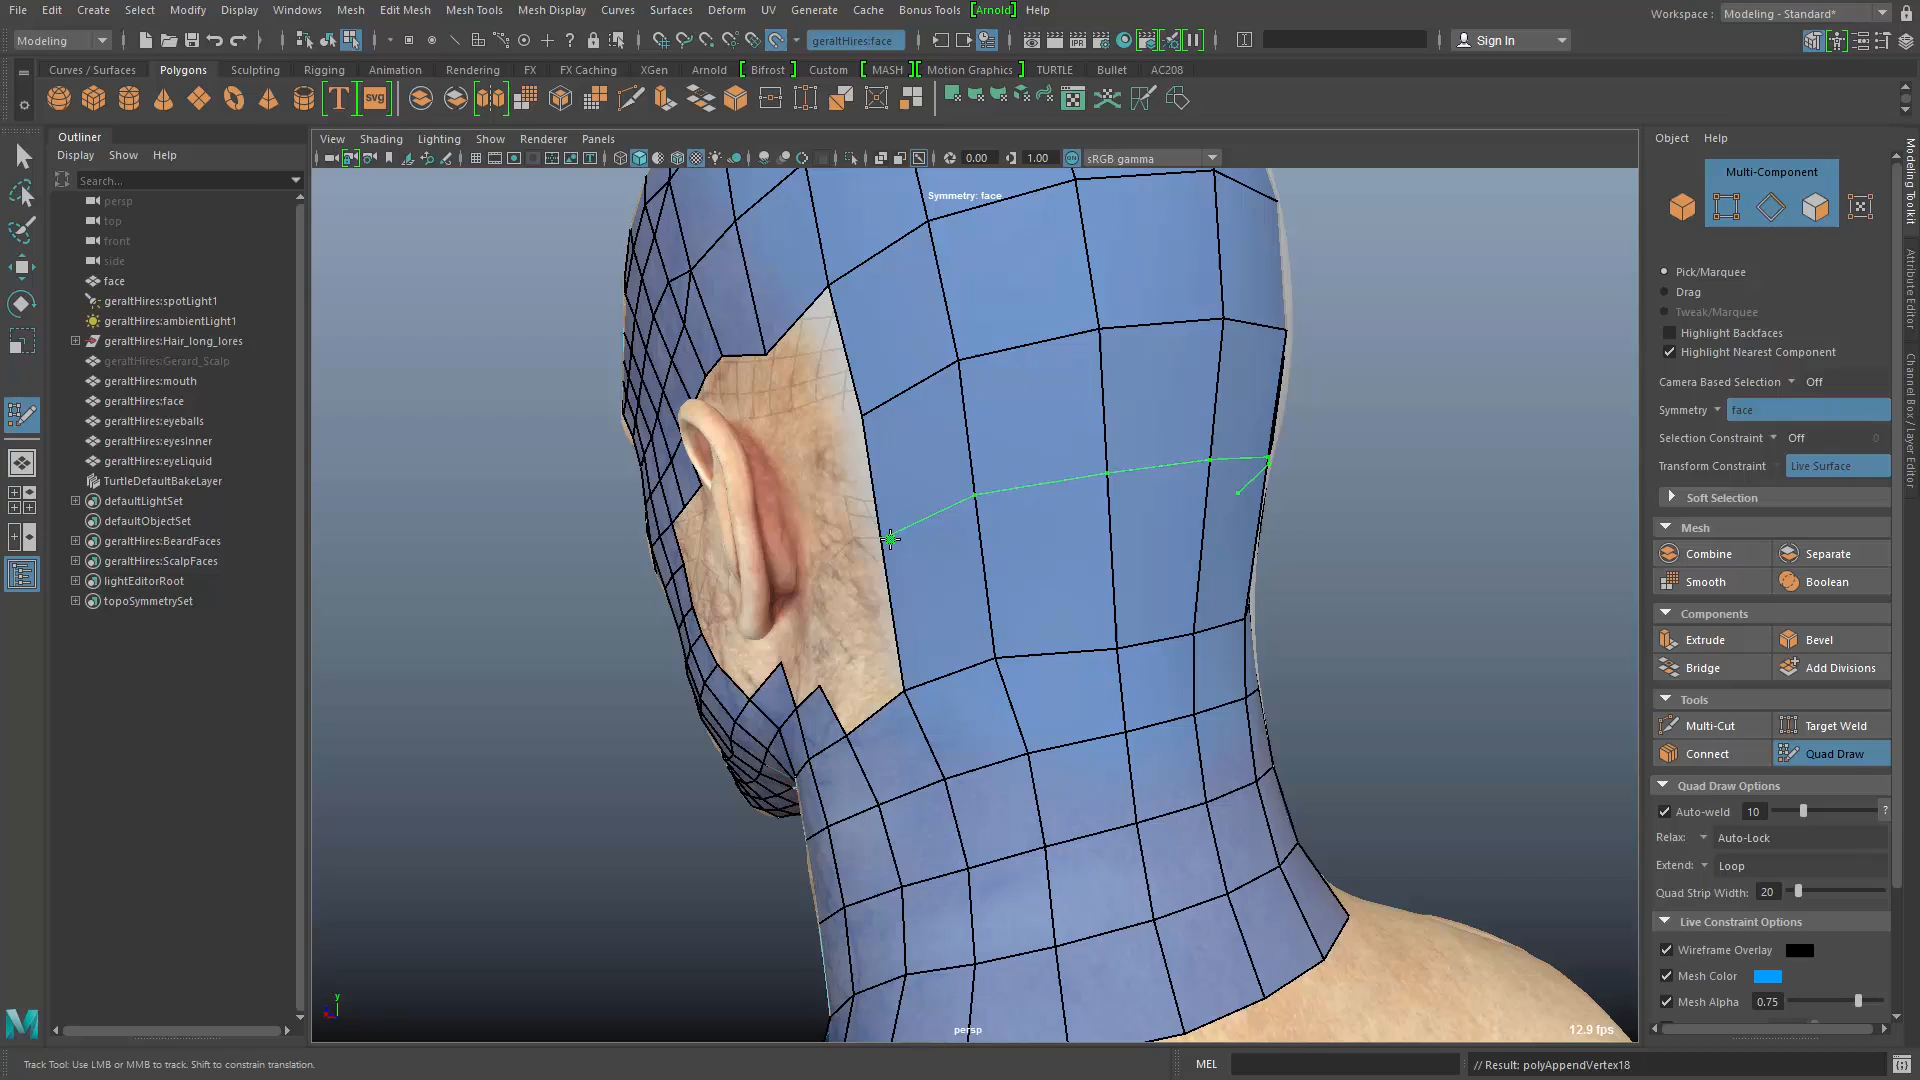 File Edit Create Select Modify Display Windows Mesh Edit Mesh Mesh Tools Mesh Display Curves Surfaces Deform UV Generate Cache Bonus Tools [Arnold] Help
Workspace : Modeling - Standard*
Modeling geraltHires:face Sign In
Curves / Surfaces Polygons Sculpting Rigging Animation Rendering FX FX Caching XGen Arnold Bifrost Custom MASH Motion Graphics TURTLE Bullet AC208
T SVG IPR
Outliner
Display Show Help
Search...
persp
top
front
side
face
geraltHires:spotLight1
geraltHires:ambientLight1
geraltHires:Hair_long_lores
geraltHires:Gerard_Scalp
geraltHires:mouth
geraltHires:face
geraltHires:eyeballs
geraltHires:eyesInner
geraltHires:eyeLiquid
TurtleDefaultBakeLayer
defaultLightSet
defaultObjectSet
geraltHires:BeardFaces
geraltHires:ScalpFaces
lightEditorRoot
topoSymmetrySet
View Shading Lighting Show Renderer Panels
0.00 1.00 sRGB gamma
Symmetry: face
persp
12.9 fps
y
Object Help
Multi-Component
Pick/Marquee
Drag
Tweak/Marquee
Highlight Backfaces
Highlight Nearest Component
Camera Based Selection Off
Symmetry face
Selection Constraint Off 0
Transform Constraint Live Surface
Soft Selection
Mesh
Combine Separate
Smooth Boolean
Components
Extrude Bevel
Bridge Add Divisions
Tools
Multi-Cut Target Weld
Connect Quad Draw
Quad Draw Options
Auto-weld 10 ?
Relax: Auto-Lock
Extend: Loop
Quad Strip Width: 20
Live Constraint Options
Wireframe Overlay
Mesh Color
Mesh Alpha 0.75
Modeling Toolkit
Attribute Editor
Channel Box / Layer Editor
Track Tool: Use LMB or MMB to track. Shift to constrain translation.
MEL
// Result: polyAppendVertex18